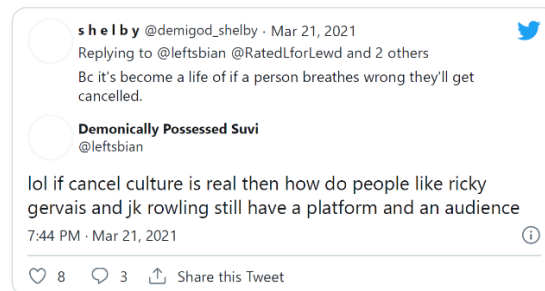 s h e l b y @demigod_shelby · Mar 21, 2021
Replying to @leftsbian @RatedLforLewd and 2 others
Bc it's become a life of if a person breathes wrong they'll get
cancelled.
Demonically Possessed Suvi
@leftsbian
lol if cancel culture is real then how do people like ricky
gervais and jk rowling still have a platform and an audience
7:44 PM · Mar 21, 2021
8 3 Share this Tweet